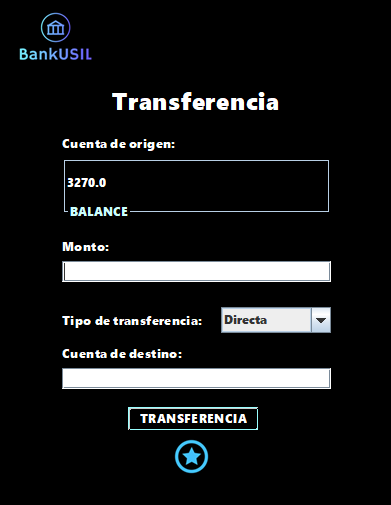 BankUSIL
Transferencia
Cuenta de origen:
3270.0
BALANCE
Monto:
Tipo de transferencia: Directa
Cuenta de destino:
TRANSFERENCIA